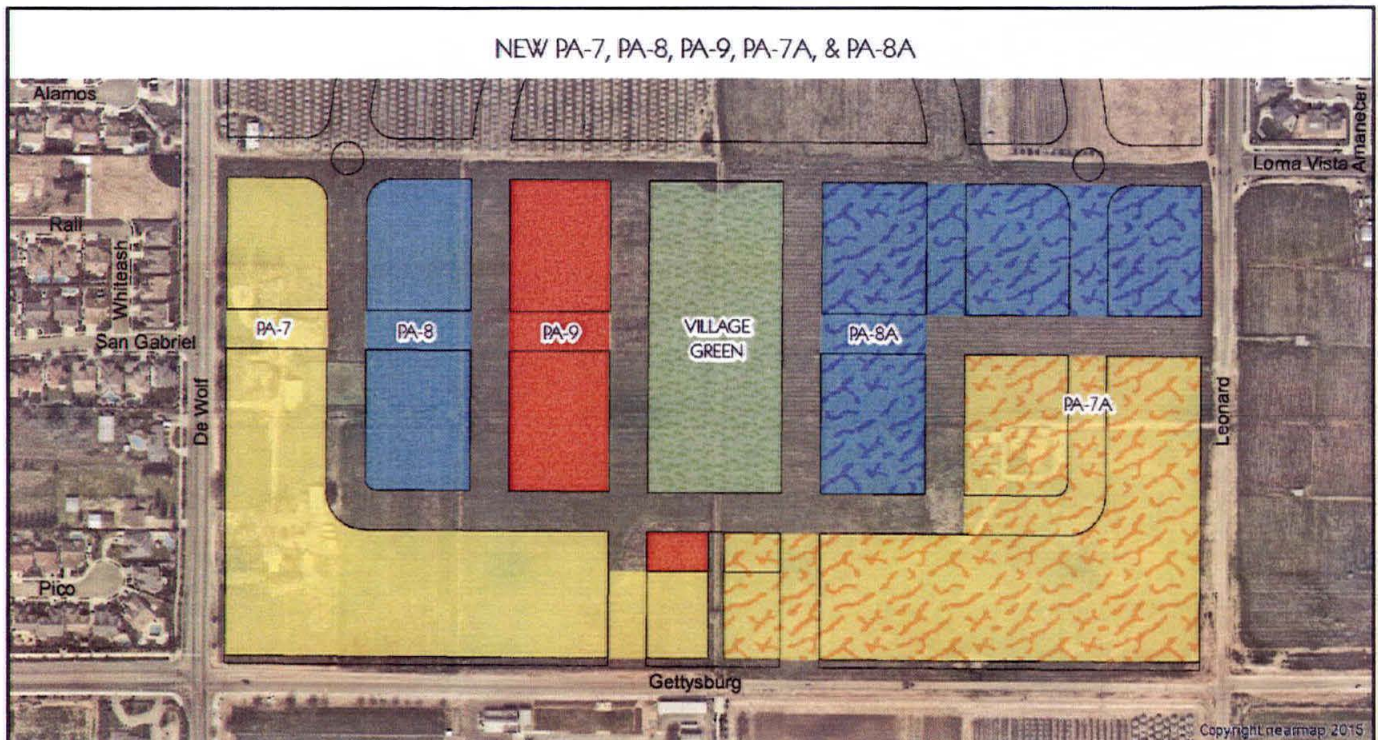 NEW PA-7, PA-8, PA-9, PA-7A, & PA-8A
Alamos
Amanecer
Loma Vista
Rall
Whiteash
San Gabriel
PA-7
PA-8
PA-9
VILLAGE
GREEN
PA-8A
PA-7A
De Wolf
Leonard
Pico
Gettysburg
Copyright nearmap 2015